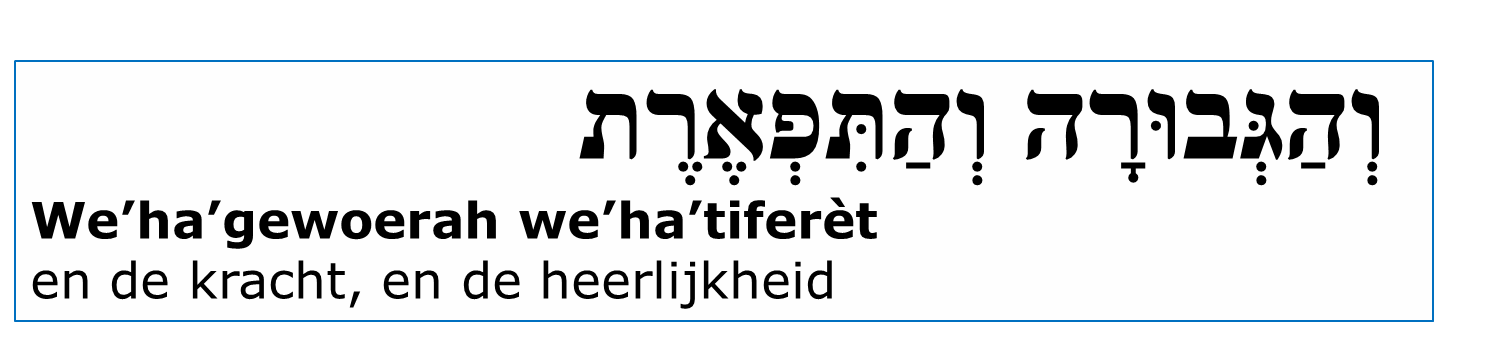 וְהַגְּבוּרָה וְהַתִּפְאֶרֶת
We’ha’gewoerah we’ha’tiferèt
en de kracht, en de heerlijkheid